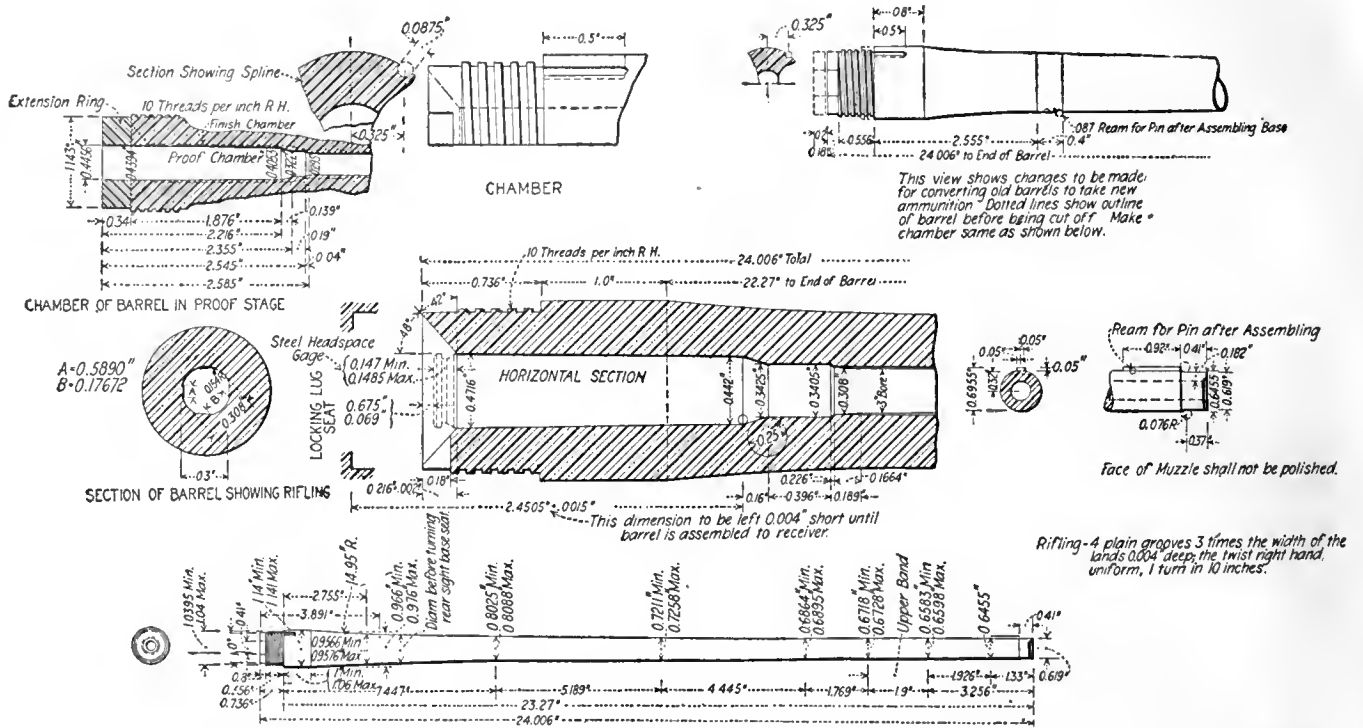 0.0875"
Section Showing Spline
Extension Ring
10 Threads per inch R H.
Finish Chamber
0.325"
Proof Chamber
1.143"
0.4456"
0.34"
1.876"
0.139"
2.216"
2.355"
0.19"
2.545"
0.04"
2.585"
CHAMBER OF BARREL IN PROOF STAGE
0.5"
CHAMBER
0.325"
0.8"
0.5"
.087 Ream for Pin after Assembling Base
0.2"
0.18"
0.556"
2.555"
0.4"
24.006" to End of Barrel
This view shows changes to be made
for converting old barrels to take new
ammunition Dotted lines show outline
of barrel before being cut off Make
chamber same as shown below.
10 Threads per inch R H.
24.006" Total
0.736"
1.0"
22.27" to End of Barrel
.42"
48°
Steel Headspace
Gage
0.147 Min.
0.1485 Max.
0.675"
0.069"
LOCKING LUG
SEAT
HORIZONTAL SECTION
0.4716"
0.442"
0.3425"
0.3405"
0.308"
.3" Bore
0.25"
0.18"
0.226"
0.1664"
0.16"
0.396"
0.189"
2.4505"-0.015"
This dimension to be left 0.004" short until
barrel is assembled to receiver.
A=0.5890"
B=0.17672
B
0.308"
0.3"
SECTION OF BARREL SHOWING RIFLING
Ream for Pin after Assembling
0.92"
0.41"
0.182"
0.05"
0.05"
0.05"
0.6955"
0.32"
0.6455"
0.619"
0.076R
0.37"
Face of Muzzle shall not be polished.
Rifling-4 plain grooves 3 times the width of the
lands 0.004" deep; the twist right hand,
uniform, 1 turn in 10 inches.
1.0395 Min.
1.04 Max.
0.41"
1.14" Min.
1.141 Max.
2.755"
3.891"
14.95"R.
0.966" Min.
0.976" Max.
Diam before turning
rear sight base seat.
0.8025" Min.
0.8088" Max.
0.7211" Min.
0.7258" Max.
0.6864" Min.
0.6895" Max.
0.6718" Min.
0.6728" Max.
Upper Band
0.6583" Min
0.6598" Max.
0.6455"
0.41"
0.9566 Min
0.9576 Max
1.06 Max.
0.8"
0.556"
0.736"
7.447"
5.189"
4.445"
1.769"
1.9"
1.926"
1.33"
3.256"
0.619"
23.27"
24.006"